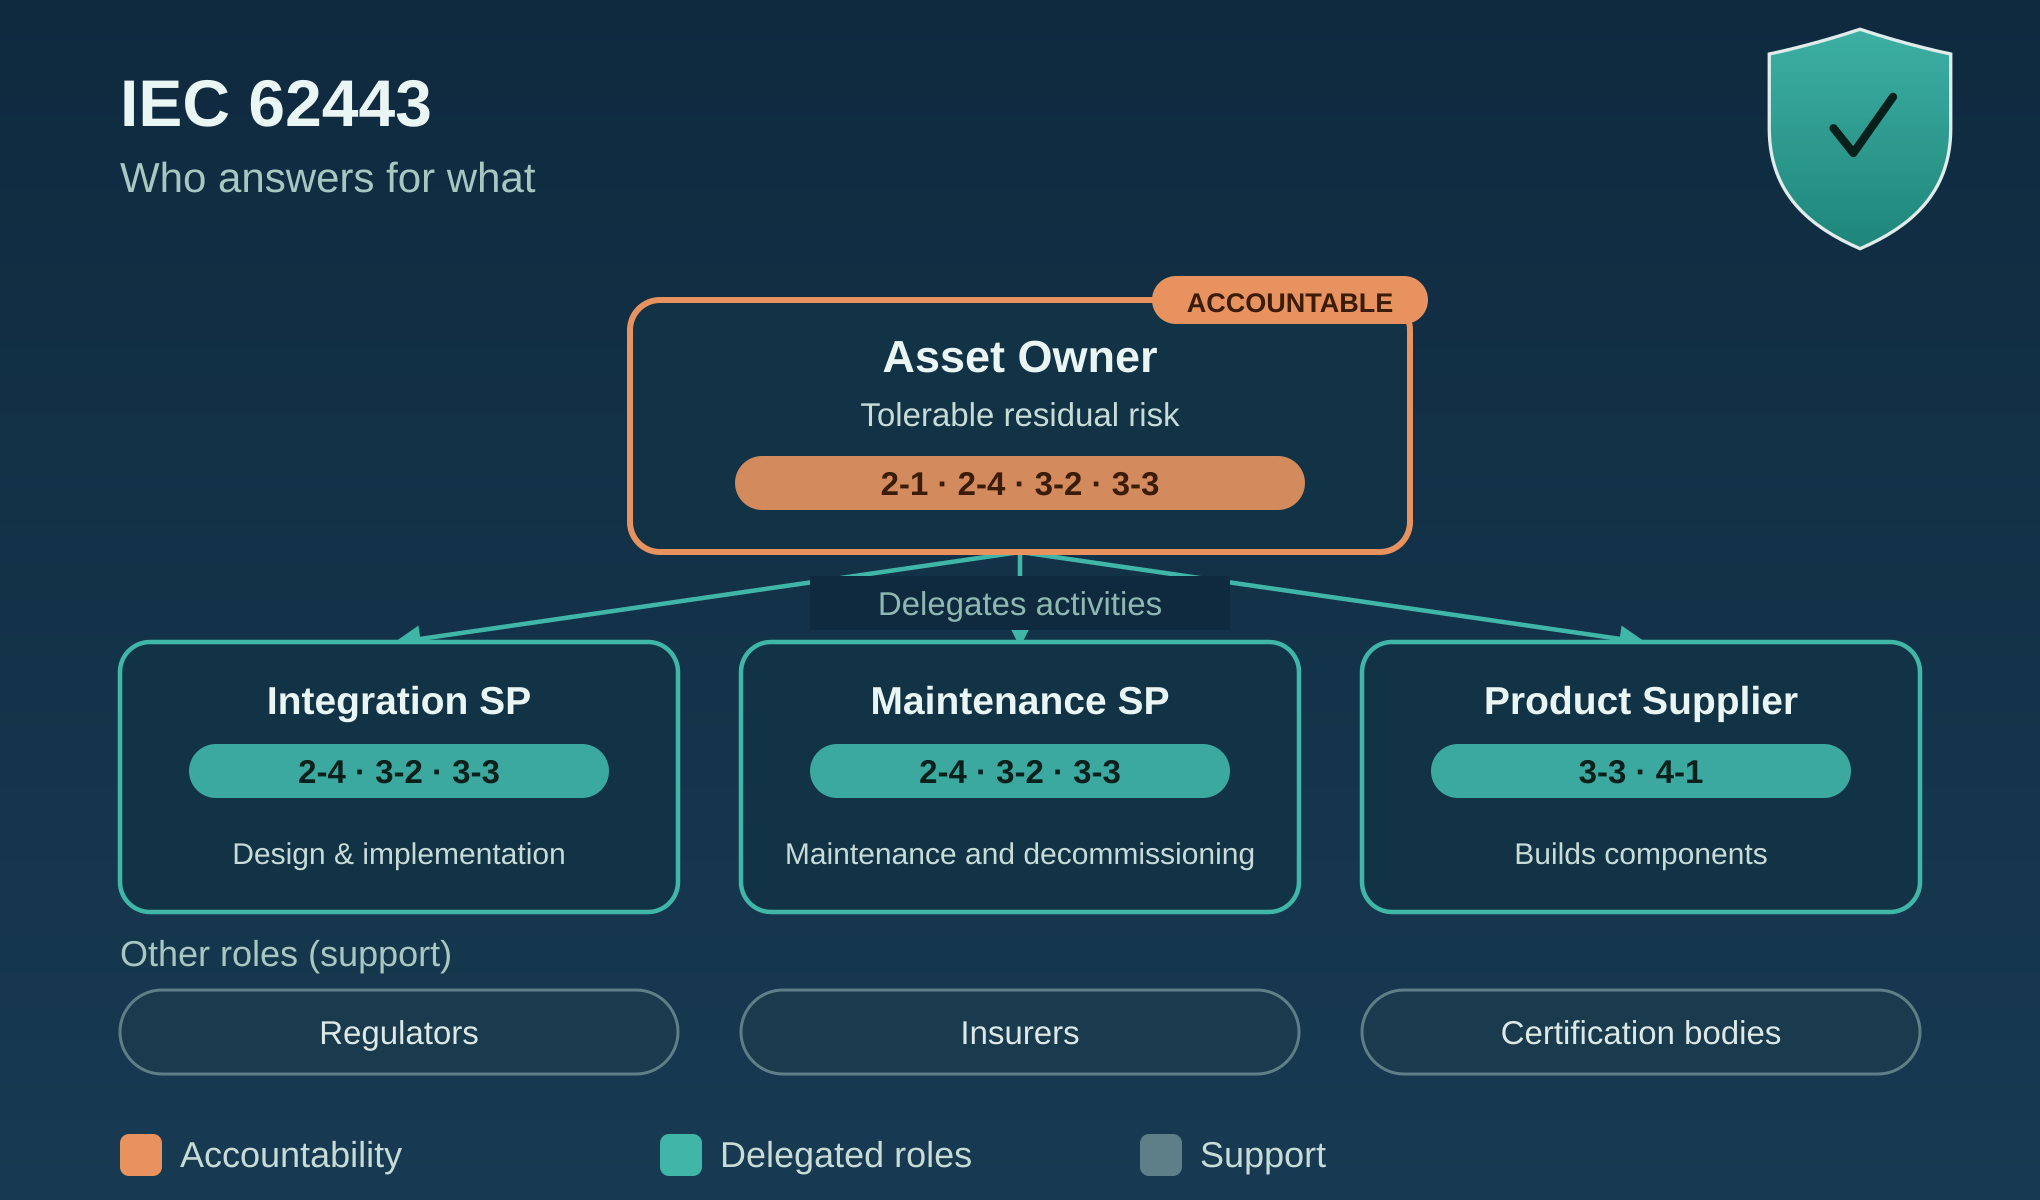 IEC 62443
Who answers for what
ACCOUNTABLE
Asset Owner
Tolerable residual risk
2-1 · 2-4 · 3-2 · 3-3
Delegates activities
Integration SP
2-4 · 3-2 · 3-3
Design & implementation
Maintenance SP
2-4 · 3-2 · 3-3
Maintenance and decommissioning
Product Supplier
3-3 · 4-1
Builds components
Other roles (support)
Regulators
Insurers
Certification bodies
Accountability
Delegated roles
Support